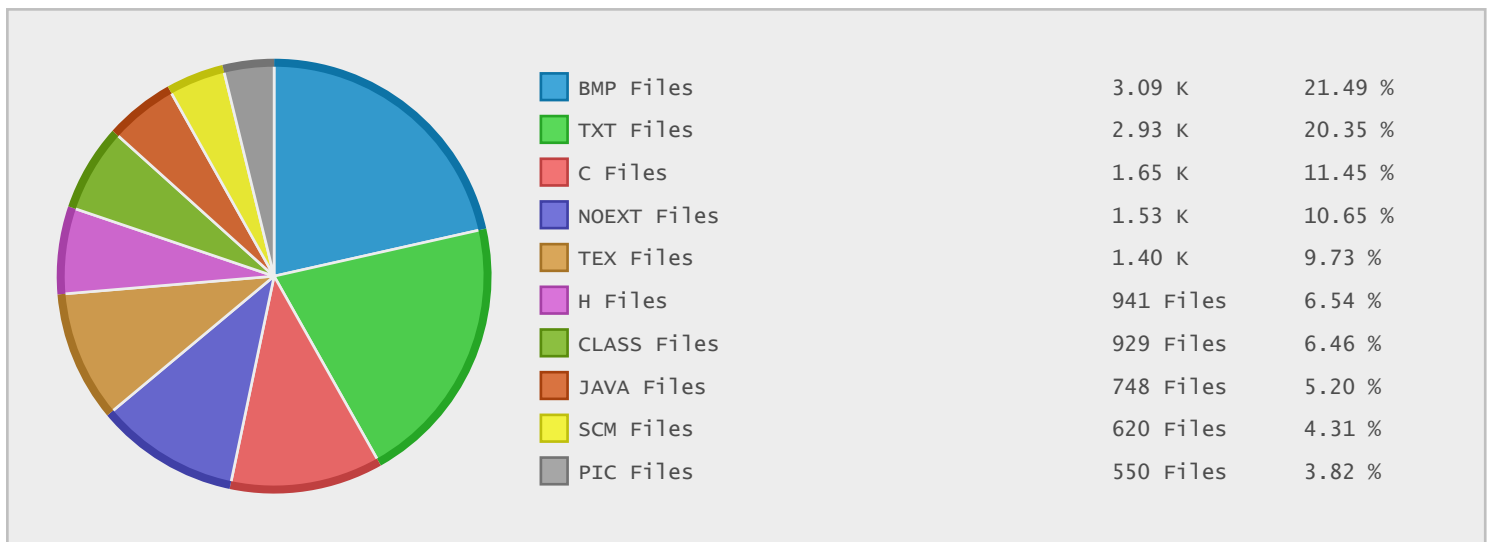 BMP Files 3.09 K 21.49 %
TXT Files 2.93 K 20.35 %
C Files 1.65 K 11.45 %
NOEXT Files 1.53 K 10.65 %
TEX Files 1.40 K 9.73 %
H Files 941 Files 6.54 %
CLASS Files 929 Files 6.46 %
JAVA Files 748 Files 5.20 %
SCM Files 620 Files 4.31 %
PIC Files 550 Files 3.82 %